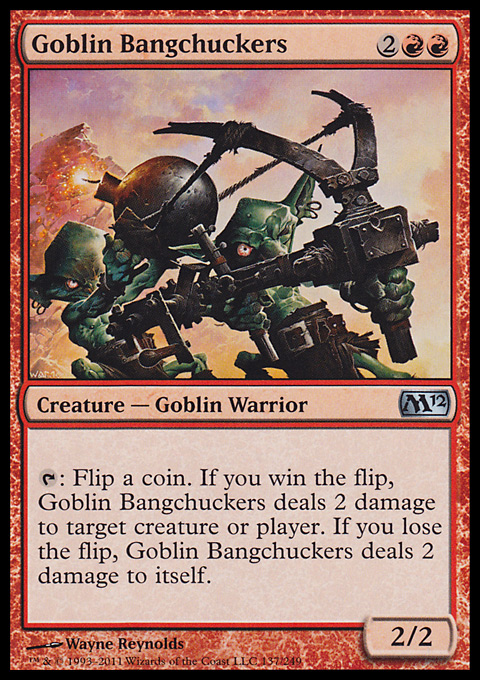 Goblin Bangchuckers 2
Creature — Goblin Warrior M12
: Flip a coin. If you win the flip,
Goblin Bangchuckers deals 2 damage
to target creature or player. If you lose
the flip, Goblin Bangchuckers deals 2
damage to itself.
2/2
Wayne Reynolds
™ & © 1993–2011 Wizards of the Coast LLC 137/249